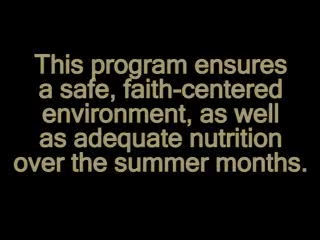 This program ensures
a safe, faith-centered
environment, as well
as adequate nutrition
over the summer months.